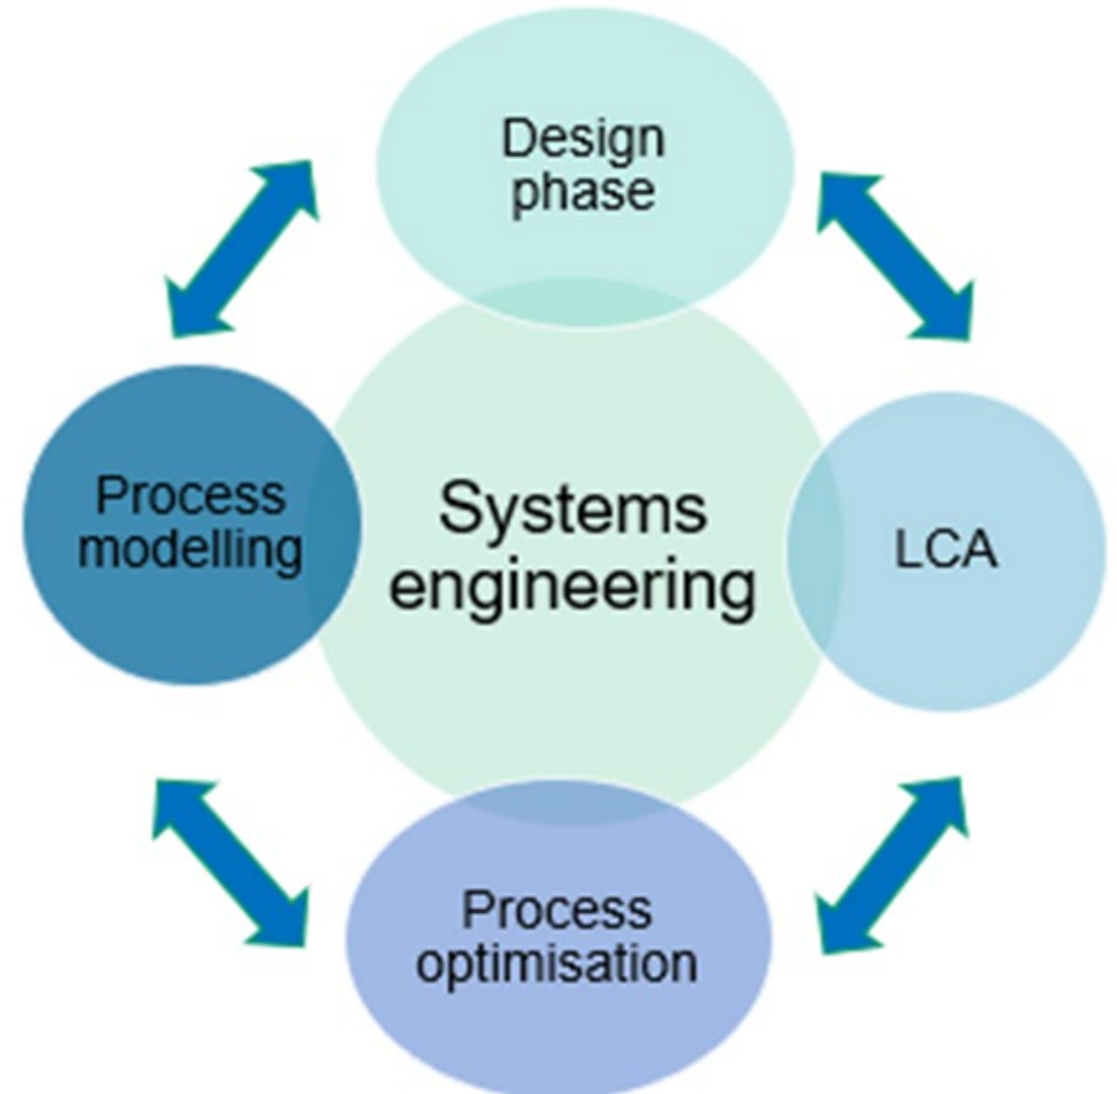 Design
phase
Process
modelling
Systems
engineering
LCA
Process
optimisation